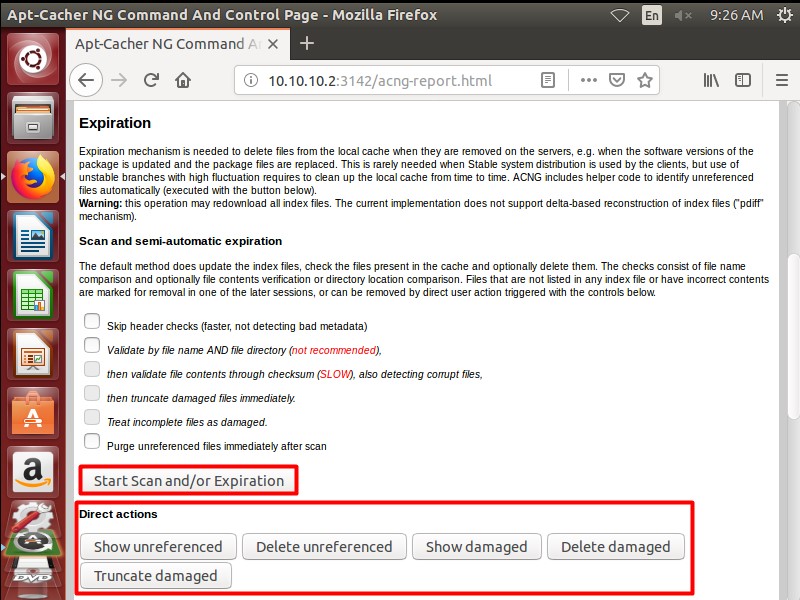 Apt-Cacher NG Command And Control Page - Mozilla Firefox
En
9:26 AM
Apt-Cacher NG Command A
10.10.10.2:3142/acng-report.html
Expiration
Expiration mechanism is needed to delete files from the local cache when they are removed on the servers, e.g. when the software versions of the
package is updated and the package files are replaced. This is rarely needed when Stable system distribution is used by the clients, but use of
unstable branches with high fluctuation requires to clean up the local cache from time to time. ACNG includes helper code to identify unreferenced
files automatically (executed with the button below).
Warning: this operation may redownload all index files. The current implementation does not support delta-based reconstruction of index files ("pdiff"
mechanism).
Scan and semi-automatic expiration
The default method does update the index files, check the files present in the cache and optionally delete them. The checks consist of file name
comparison and optionally file contents verification or directory location comparison. Files that are not listed in any index file or have incorrect contents
are marked for removal in one of the later sessions, or can be removed by direct user action triggered with the controls below.
Skip header checks (faster, not detecting bad metadata)
Validate by file name AND file directory (not recommended),
then validate file contents through checksum (SLOW), also detecting corrupt files,
then truncate damaged files immediately.
Treat incomplete files as damaged.
Purge unreferenced files immediately after scan
Start Scan and/or Expiration
Direct actions
Show unreferenced Delete unreferenced Show damaged Delete damaged
Truncate damaged
DVD